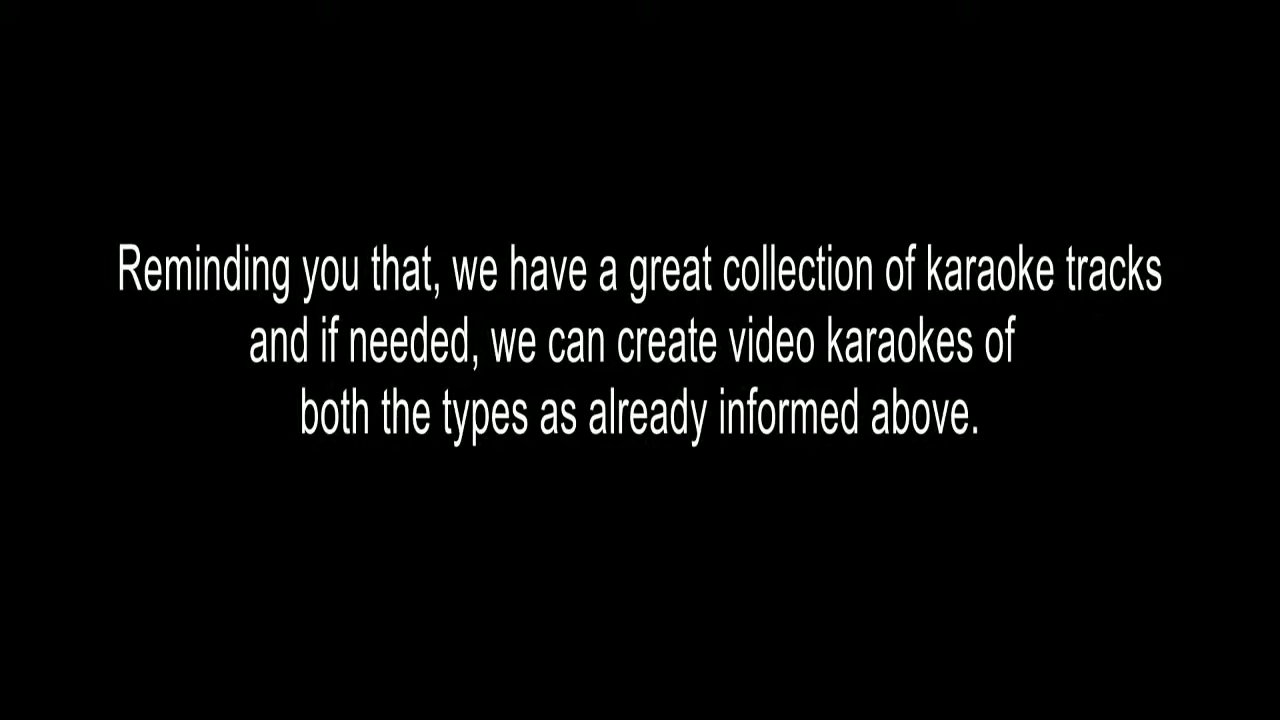 Reminding you that, we have a great collection of karaoke tracks
and if needed, we can create video karaokes of
both the types as already informed above.